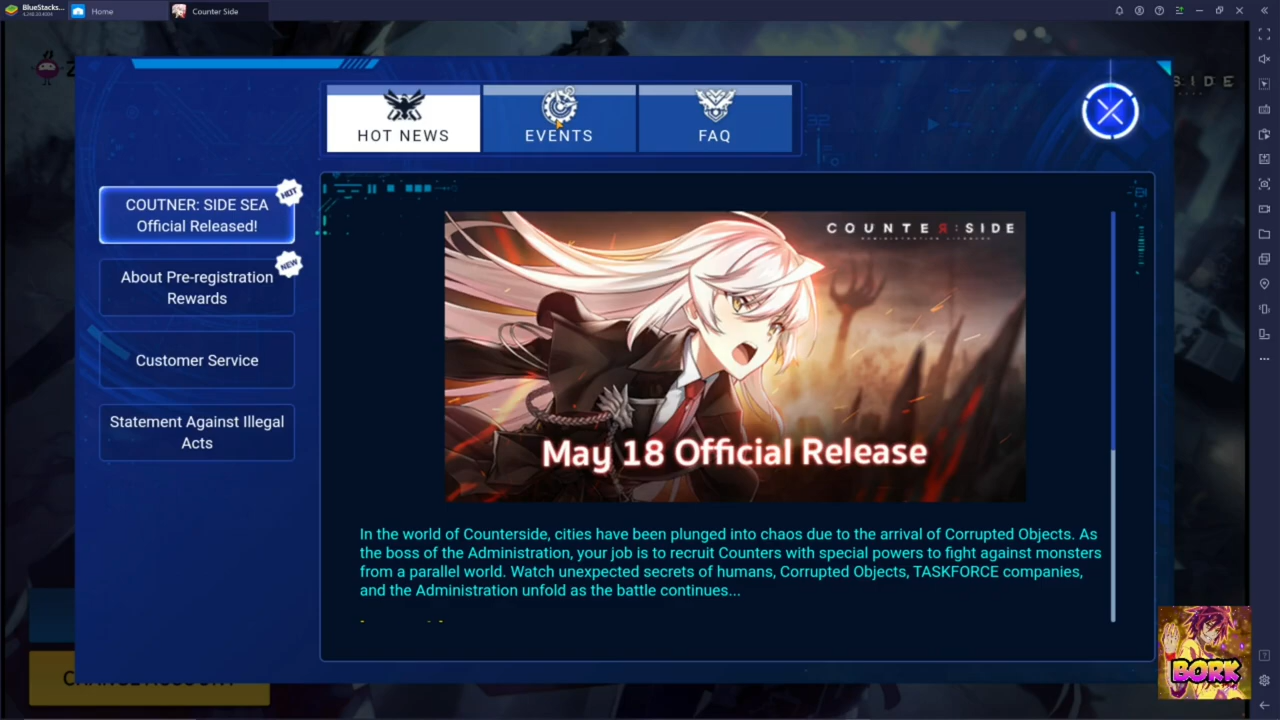 BlueStacks...
Home
Counter Side
SIDE
HOT NEWS
EVENTS
FAQ
HOT
COUTNER: SIDE SEA
Official Released!
NEW
About Pre-registration
Rewards
Customer Service
Statement Against Illegal
Acts
COUNTER:SIDE
May 18 Official Release
In the world of Counterside, cities have been plunged into chaos due to the arrival of Corrupted Objects. As
the boss of the Administration, your job is to recruit Counters with special powers to fight against monsters
from a parallel world. Watch unexpected secrets of humans, Corrupted Objects, TASKFORCE companies,
and the Administration unfold as the battle continues...
BORK